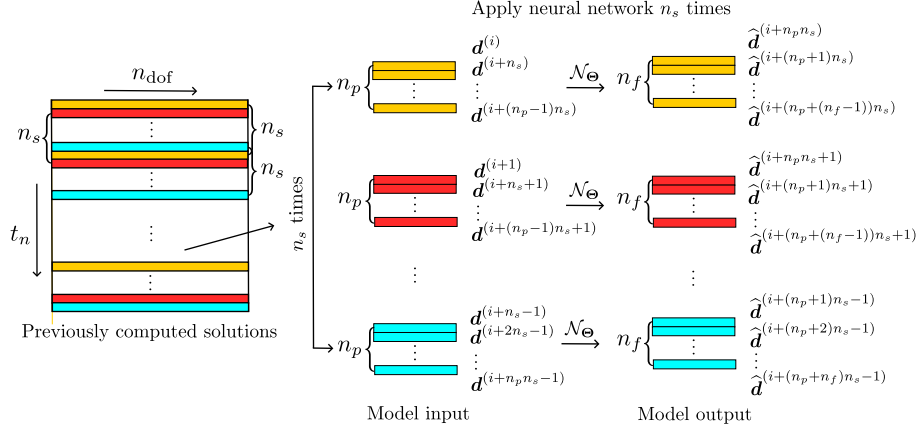 Apply neural network n_s times
n_dof
n_s
n_s
n_s
t_n
⋮
⋮
⋮
⋮
Previously computed solutions
n_s times
n_p
⋮
d^(i)
d^(i+n_s)
⋮
d^(i+(n_p−1)n_s)
𝒩_Θ
n_f
⋮
d̂^(i+n_p n_s)
d̂^(i+(n_p+1)n_s)
⋮
d̂^(i+(n_p+(n_f−1))n_s)
n_p
⋮
d^(i+1)
d^(i+n_s+1)
⋮
d^(i+(n_p−1)n_s+1)
𝒩_Θ
n_f
⋮
d̂^(i+n_p n_s+1)
d̂^(i+(n_p+1)n_s+1)
⋮
d̂^(i+(n_p+(n_f−1))n_s+1)
⋮
⋮
n_p
⋮
d^(i+n_s−1)
d^(i+2n_s−1)
⋮
d^(i+n_p n_s−1)
𝒩_Θ
n_f
⋮
d̂^(i+(n_p+1)n_s−1)
d̂^(i+(n_p+2)n_s−1)
⋮
d̂^(i+(n_p+n_f)n_s−1)
Model input
Model output